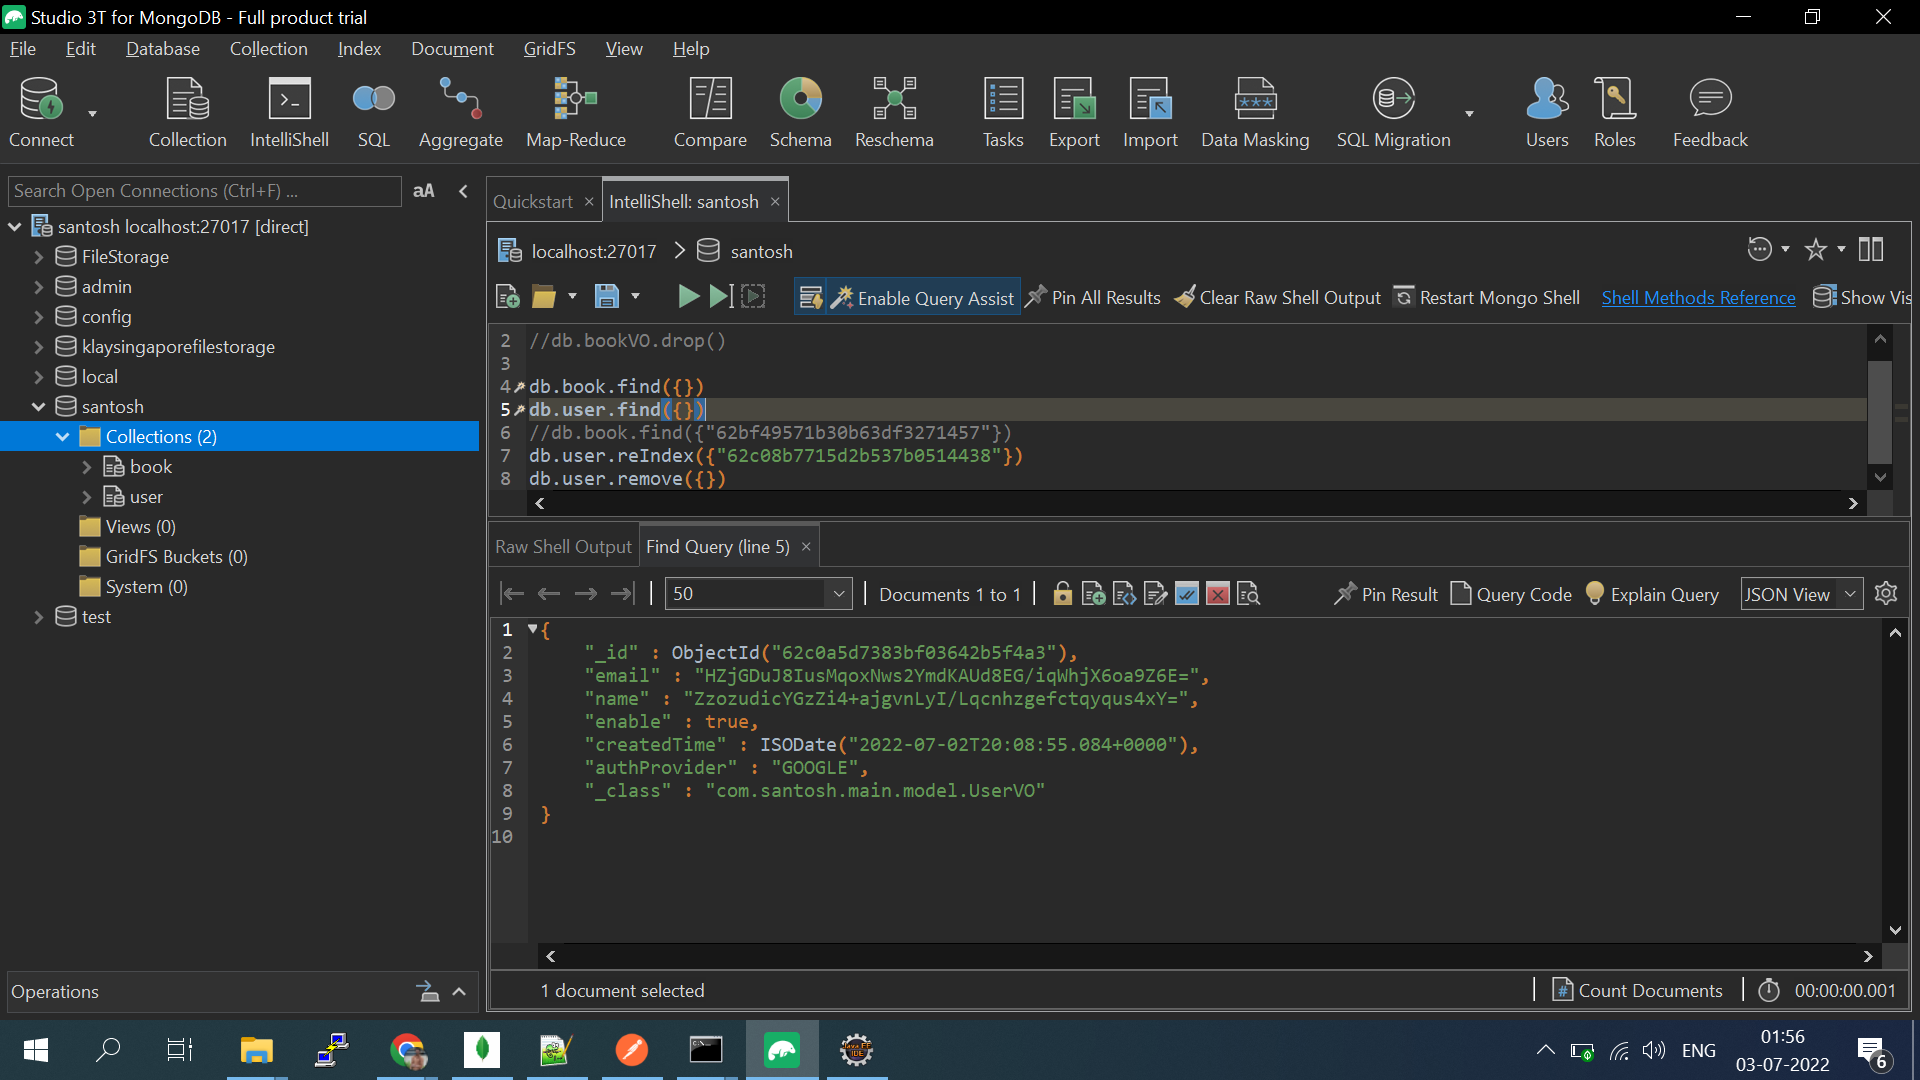 Studio 3T for MongoDB - Full product trial
File Edit Database Collection Index Document GridFS View Help
Connect Collection IntelliShell SQL Aggregate Map-Reduce Compare Schema Reschema Tasks Export Import Data Masking SQL Migration Users Roles Feedback
Search Open Connections (Ctrl+F) ... aA
santosh localhost:27017 [direct]
FileStorage
admin
config
klaysingaporefilestorage
local
santosh
Collections (2)
book
user
Views (0)
GridFS Buckets (0)
System (0)
test
Operations
Quickstart IntelliShell: santosh
localhost:27017 santosh
Enable Query Assist Pin All Results Clear Raw Shell Output Restart Mongo Shell Shell Methods Reference Show Vis
2 //db.bookVO.drop()
3
4 db.book.find({})
5 db.user.find({})
6 //db.book.find({"62bf49571b30b63df3271457"})
7 db.user.reIndex({"62c08b7715d2b537b0514438"})
8 db.user.remove({})
Raw Shell Output Find Query (line 5)
50 Documents 1 to 1 Pin Result Query Code Explain Query JSON View
1 {
2 "_id" : ObjectId("62c0a5d7383bf03642b5f4a3"),
3 "email" : "HZjGDuJ8IusMqoxNws2YmdKAUd8EG/iqWhjX6oa9Z6E=",
4 "name" : "ZzozudicYGzZi4+ajgvnLyI/Lqcnhzgefctqyqus4xY=",
5 "enable" : true,
6 "createdTime" : ISODate("2022-07-02T20:08:55.084+0000"),
7 "authProvider" : "GOOGLE",
8 "_class" : "com.santosh.main.model.UserVO"
9 }
10
1 document selected Count Documents 00:00:00.001
ENG 01:56
03-07-2022 6